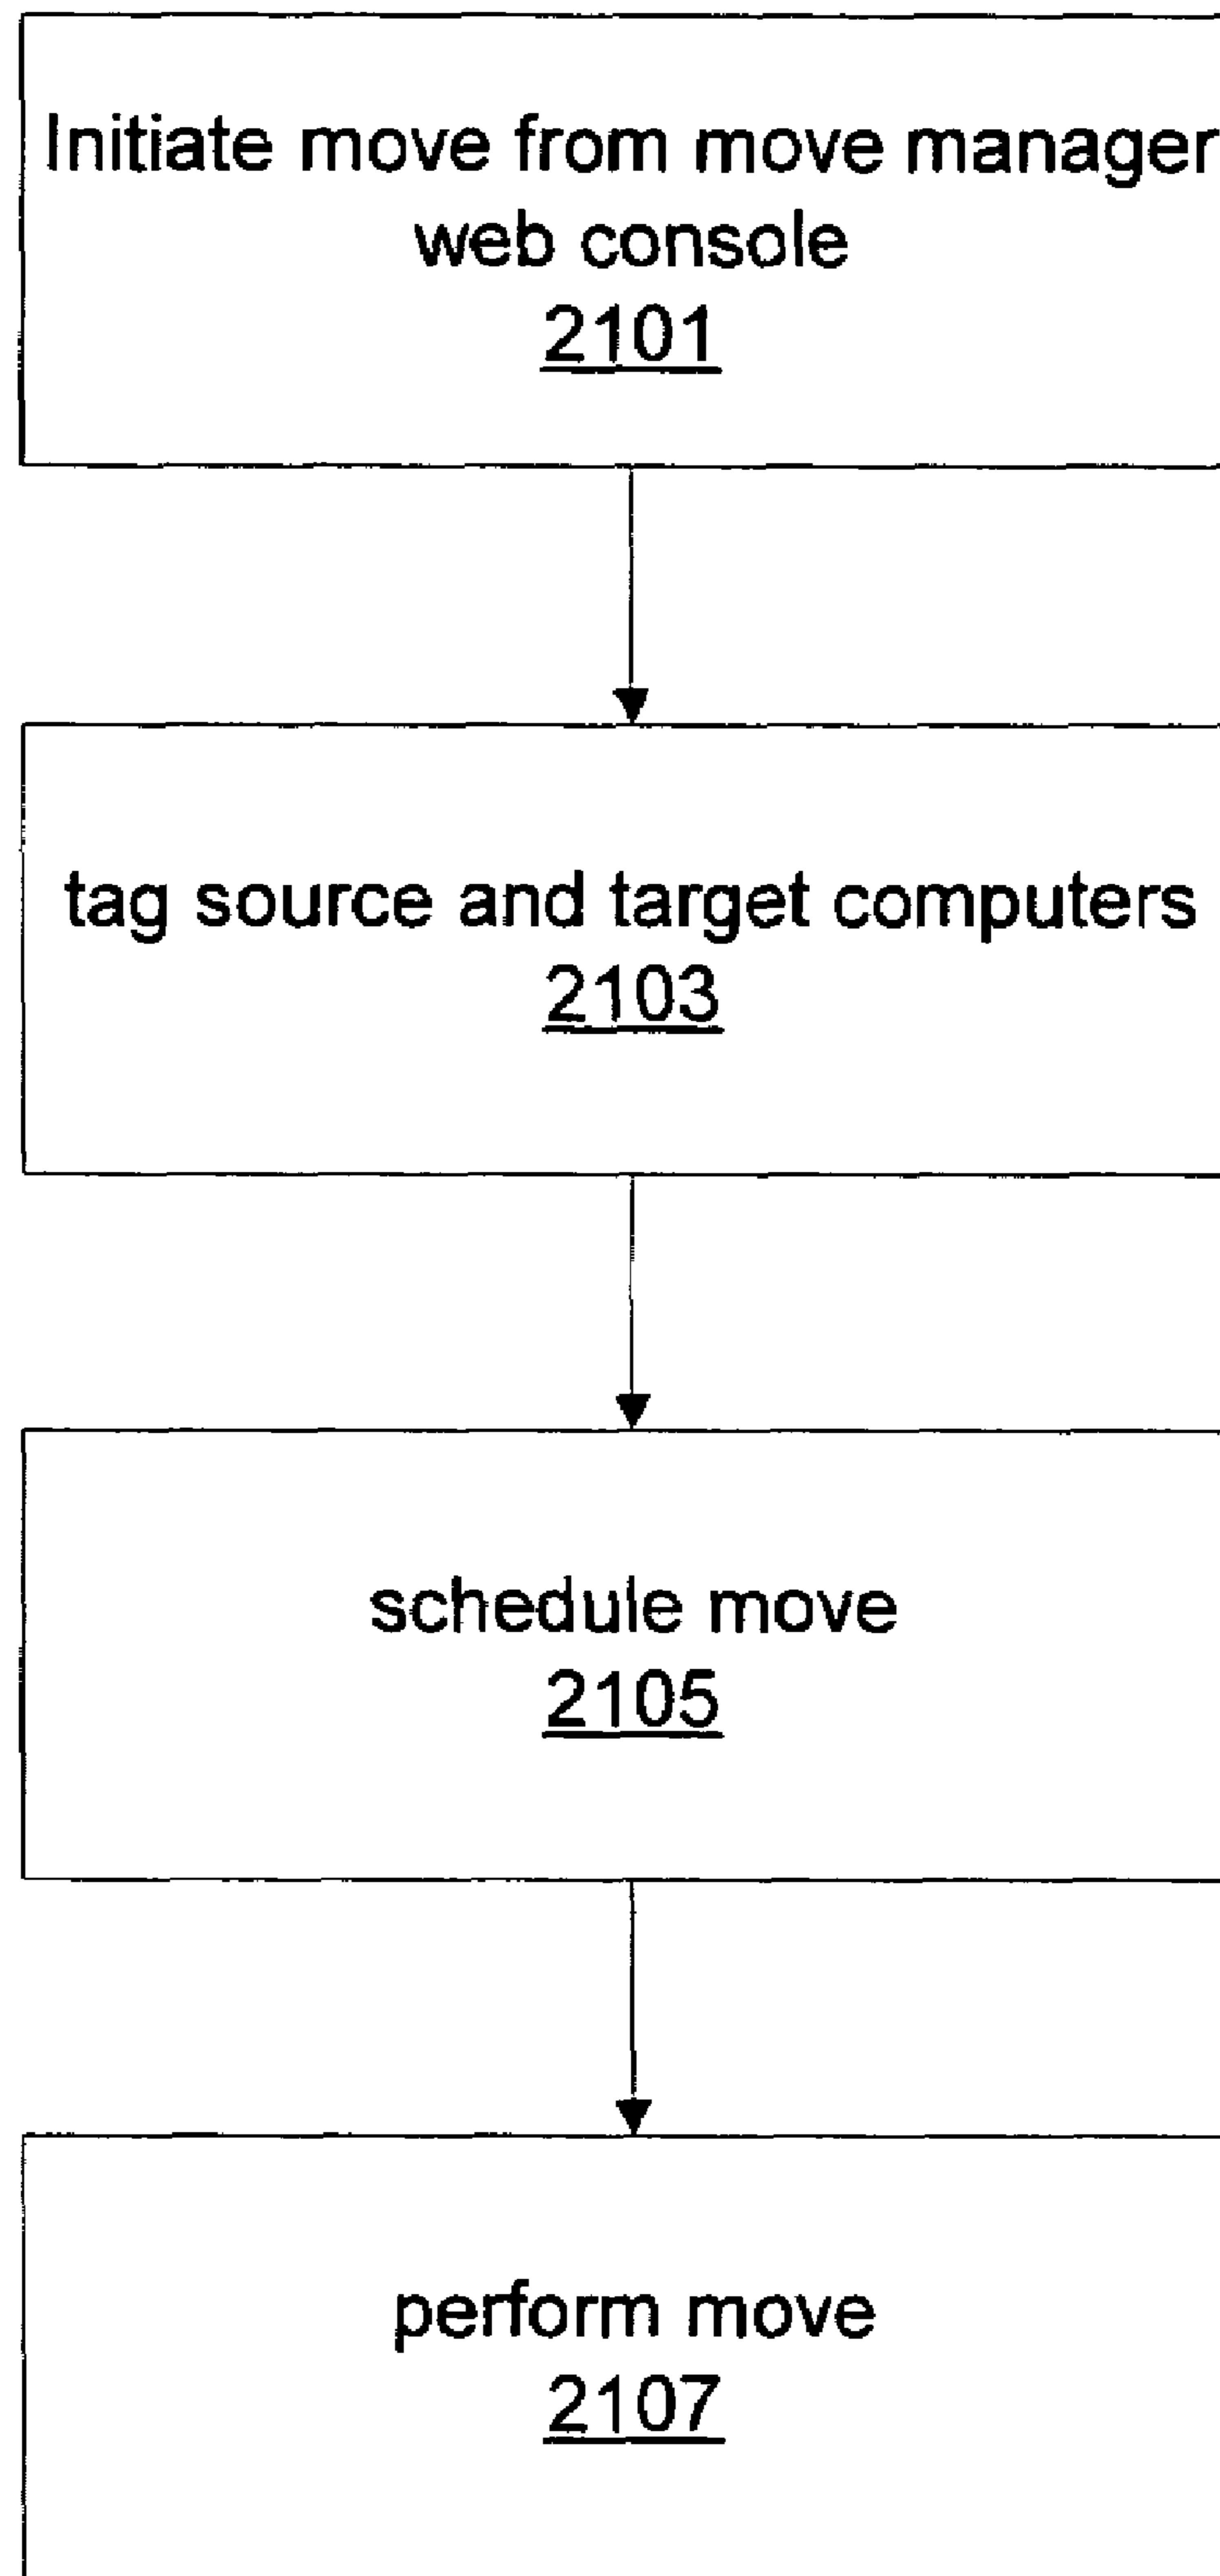 Initiate move from move manager
web console
2101
tag source and target computers
2103
schedule move
2105
perform move
2107